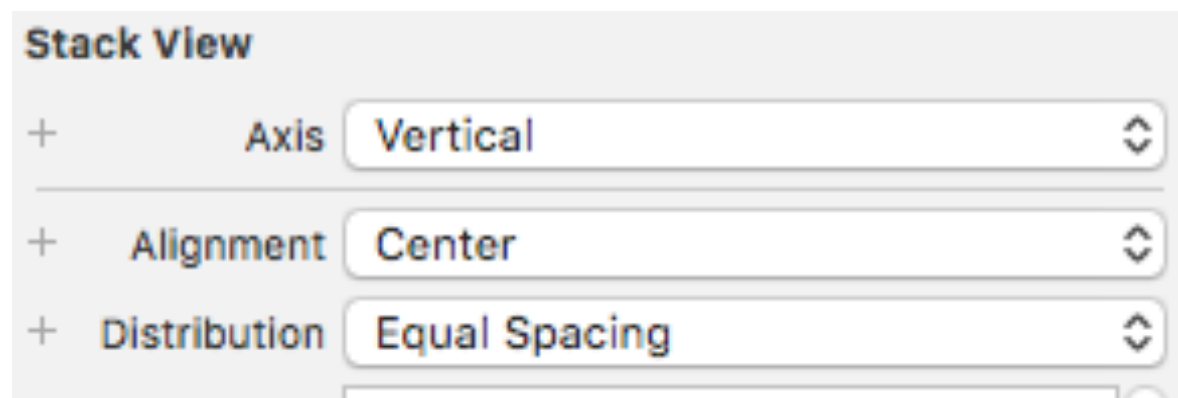 Stack View
+ Axis Vertical
+ Alignment Center
+ Distribution Equal Spacing